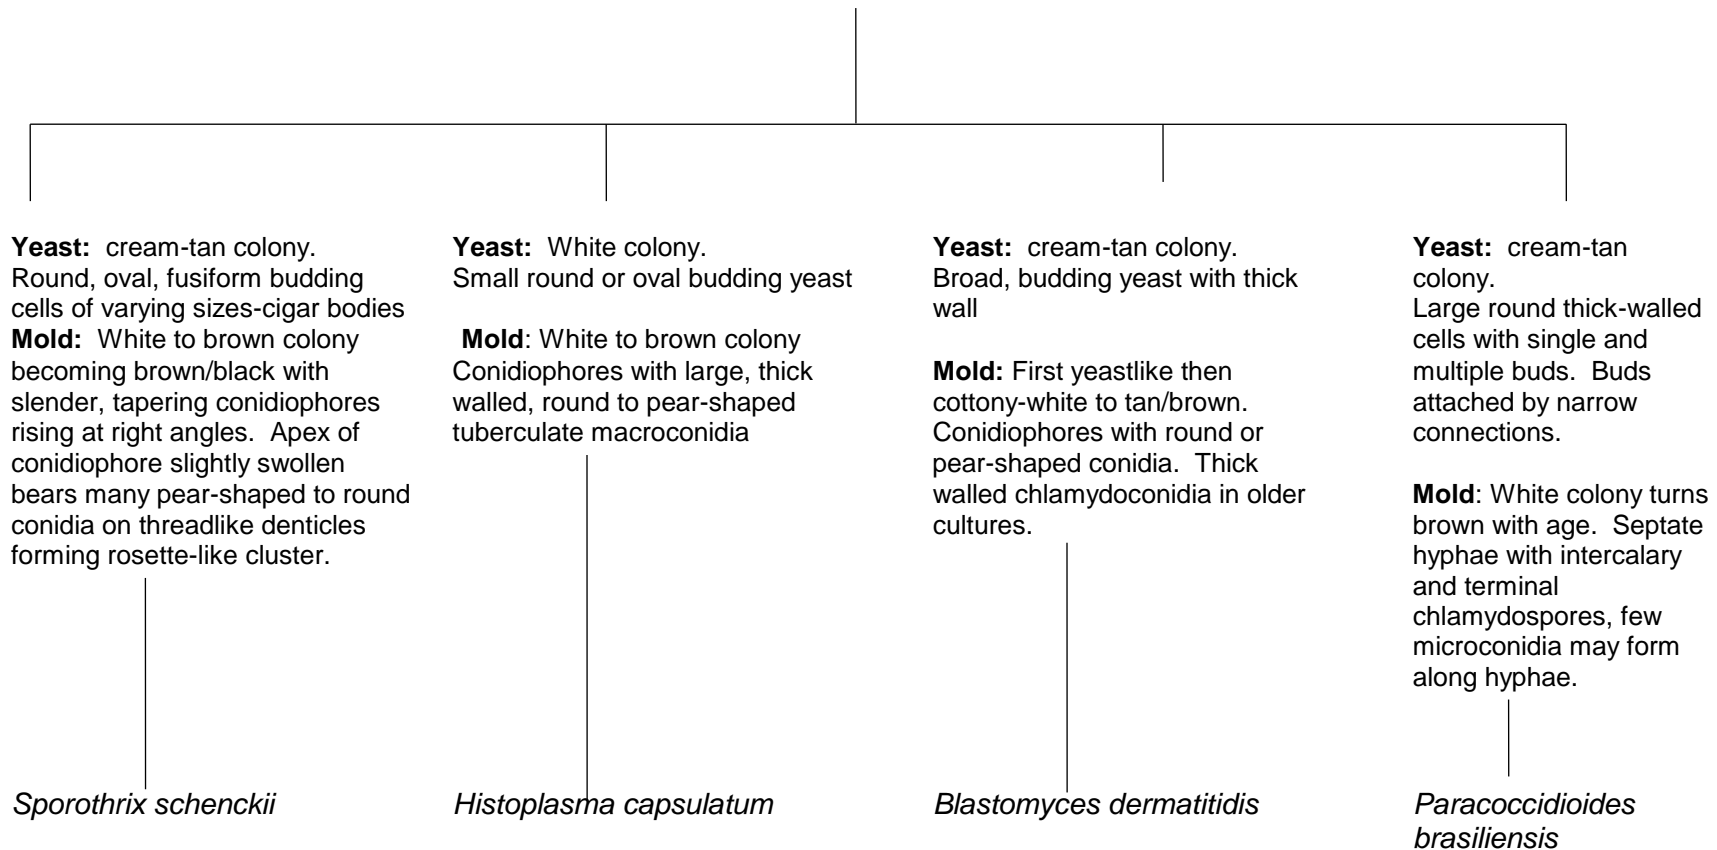 Yeast: cream-tan colony.
Round, oval, fusiform budding
cells of varying sizes-cigar bodies
Mold: White to brown colony
becoming brown/black with
slender, tapering conidiophores
rising at right angles. Apex of
conidiophore slightly swollen
bears many pear-shaped to round
conidia on threadlike denticles
forming rosette-like cluster.
Sporothrix schenckii
Yeast: White colony.
Small round or oval budding yeast
Mold: White to brown colony
Conidiophores with large, thick
walled, round to pear-shaped
tuberculate macroconidia
Histoplasma capsulatum
Yeast: cream-tan colony.
Broad, budding yeast with thick
wall
Mold: First yeastlike then
cottony-white to tan/brown.
Conidiophores with round or
pear-shaped conidia. Thick
walled chlamydoconidia in older
cultures.
Blastomyces dermatitidis
Yeast: cream-tan
colony.
Large round thick-walled
cells with single and
multiple buds. Buds
attached by narrow
connections.
Mold: White colony turns
brown with age. Septate
hyphae with intercalary
and terminal
chlamydospores, few
microconidia may form
along hyphae.
Paracoccidioides
brasiliensis